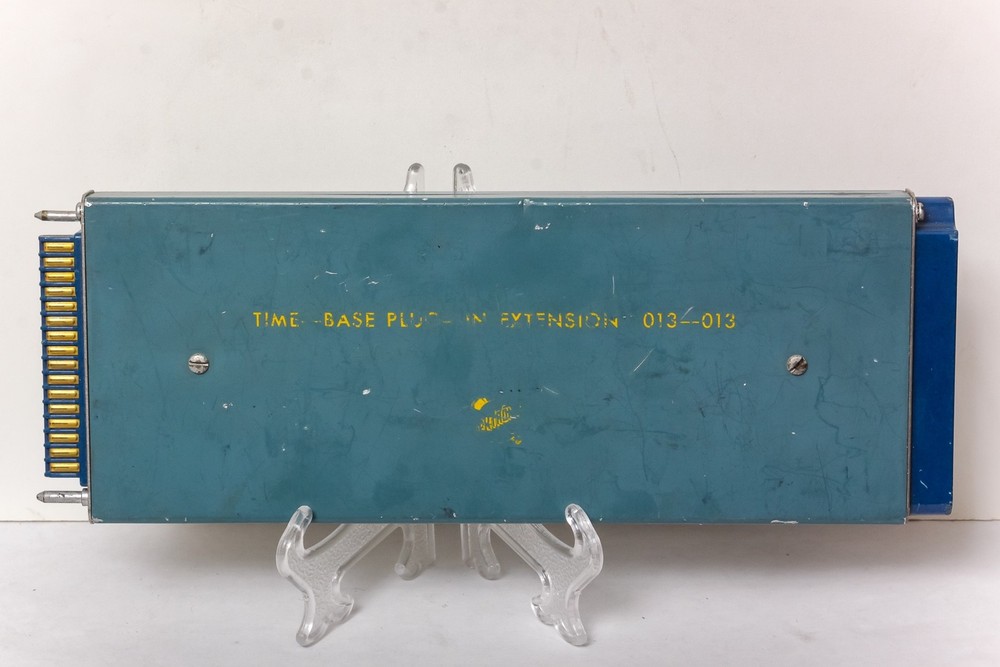 TIME--BASE PLUG-IN EXTENSION 013--013